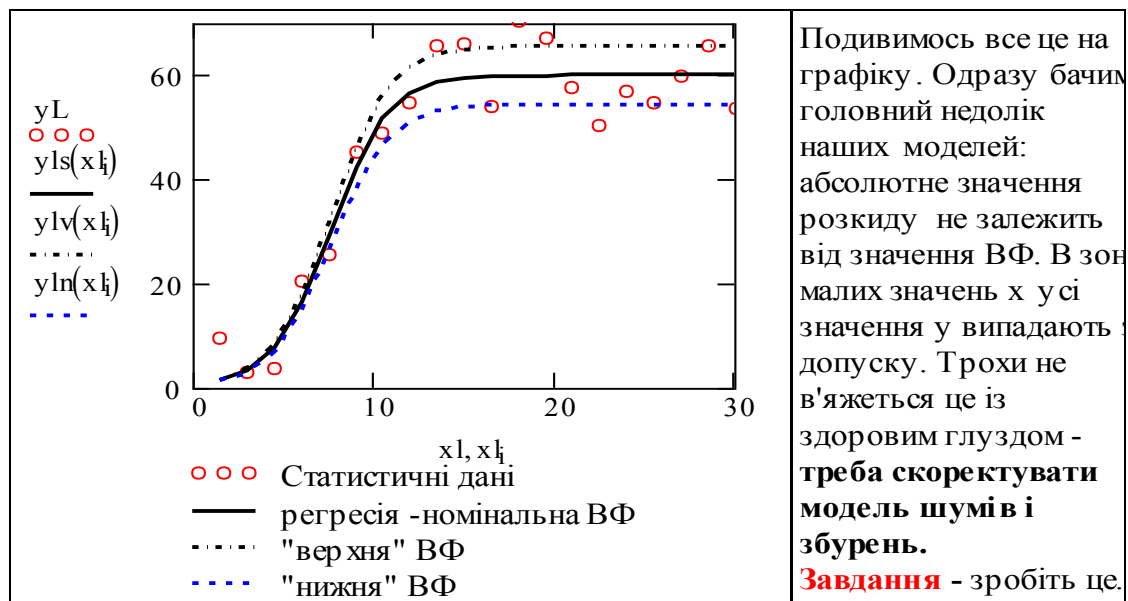 60
40
20
0
0
10
20
30
xl, xl_i
yL
yls(xl_i)
ylv(xl_i)
yln(xl_i)
Статистичні дані
регресія -номінальна ВФ
"верхня" ВФ
"нижня" ВФ
Подивимось все це на
графіку. Одразу бачим
головний недолік
наших моделей:
абсолютне значення
розкиду не залежить
від значення ВФ. В зон
малих значень х усі
значення у випадають з
допуску. Трохи не
в'яжеться це із
здоровим глуздом -
треба скоректувати
модель шумів і
збурень.
Завдання - зробіть це.